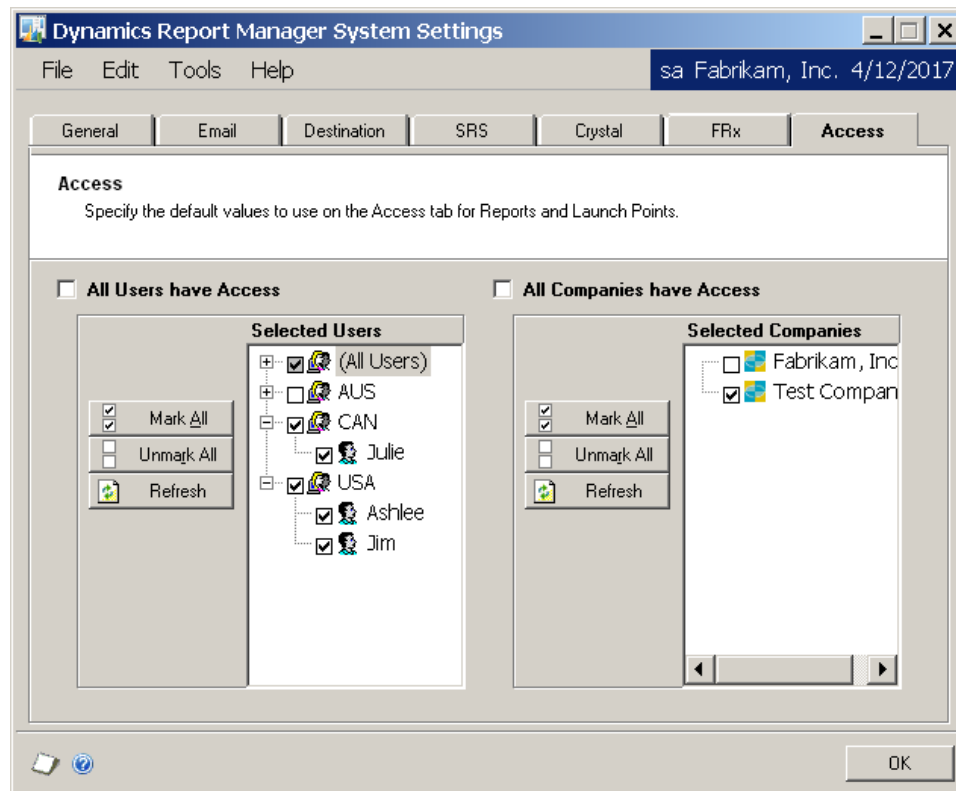 Dynamics Report Manager System Settings
File Edit Tools Help sa Fabrikam, Inc. 4/12/2017
General Email Destination SRS Crystal FRx Access
Access
Specify the default values to use on the Access tab for Reports and Launch Points.
All Users have Access
Selected Users
Mark All
Unmark All
Refresh
(All Users)
AUS
CAN
Julie
USA
Ashlee
Jim
All Companies have Access
Selected Companies
Mark All
Unmark All
Refresh
Fabrikam, Inc
Test Compan
OK